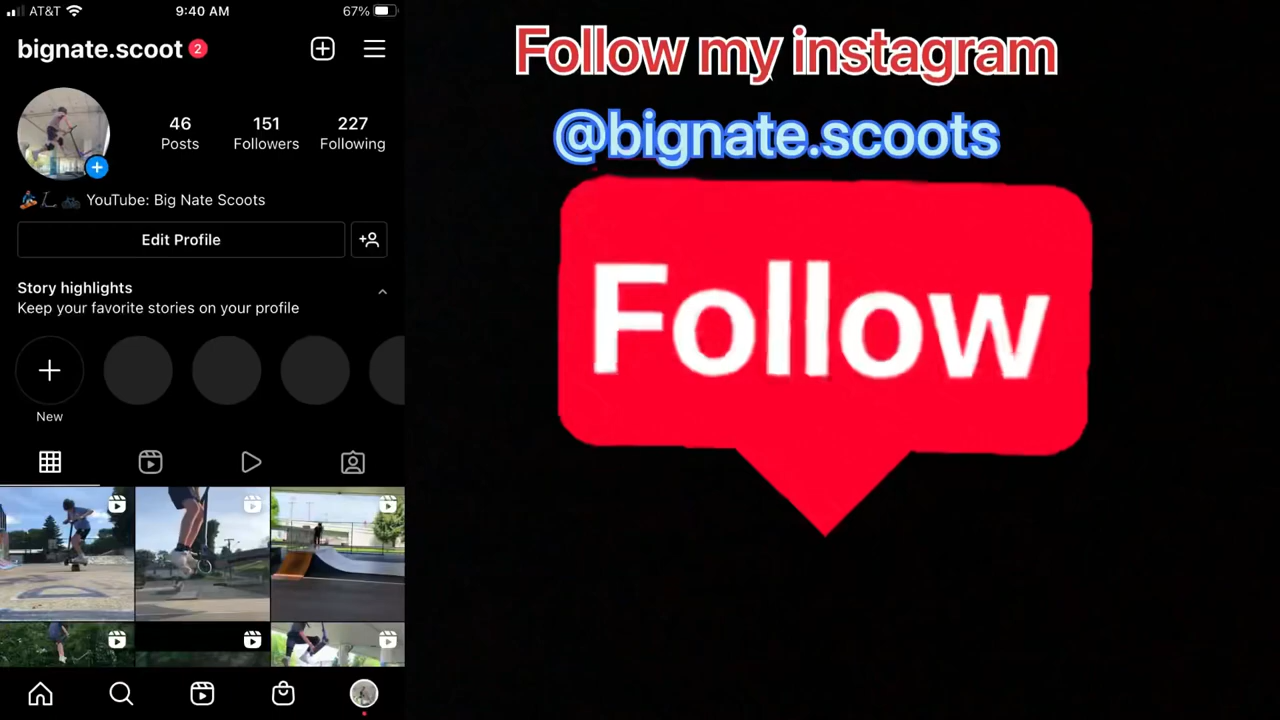 AT&T 9:40 AM 67%
bignate.scoot 2
46 151 227
Posts Followers Following
YouTube: Big Nate Scoots
Edit Profile
Story highlights
Keep your favorite stories on your profile
New
Follow my instagram
@bignate.scoots
Follow